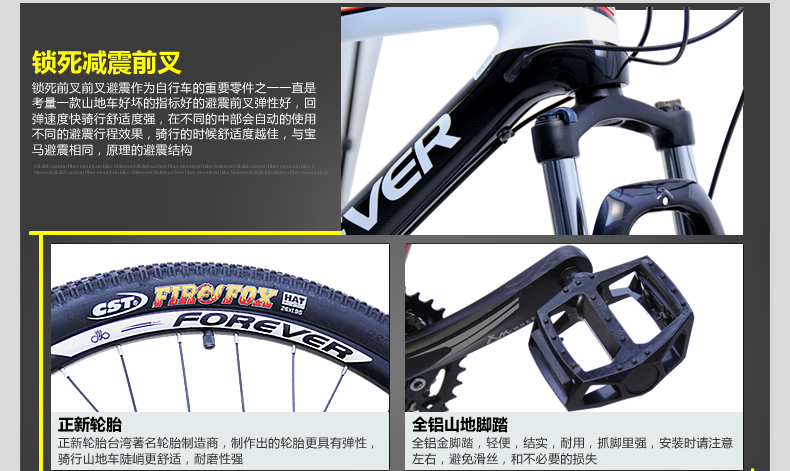 锁死减震前叉
锁死前叉前叉避震作为自行车的重要零件之一一直是
考量一款山地车好坏的指标好的避震前叉弹性好，回
弹速度快骑行舒适度强，在不同的中部会自动的使用
不同的避震行程效果，骑行的时候舒适度越佳，与宝
马避震相同，原理的避震结构
EVER
CST
FIROFOX
HAT
26x1.95
FOREVER
正新轮胎
正新轮胎台湾著名轮胎制造商，制作出的轮胎更具有弹性，
骑行山地车陡峭更舒适，耐磨性强
全铝山地脚踏
全铝金脚踏，轻便，结实，耐用，抓脚里强，安装时请注意
左右，避免滑丝，和不必要的损失